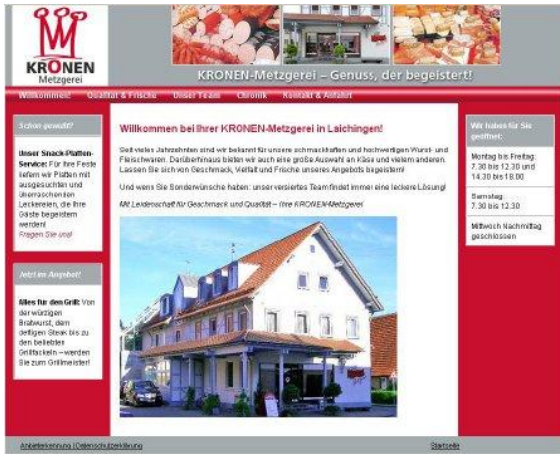 KRONEN
Metzgerei
KRONEN-Metzgerei – Genuss, der begeistert!
Willkommen! Qualität & Frische Unser Team Chronik Kontakt & Anfahrt
Schon gewußt?
Unser Snack-Platten-
Service: Für Ihre Feste
liefern wir Platten mit
ausgesuchten und
überraschenden
Leckereien, die Ihre
Gäste begeistern
werden!
Fragen Sie uns!
Jetzt im Angebot!
Alles für den Grill: Von
der würzigen
Bratwurst, dem
deftigen Steak bis zu
den beliebten
Grillfackeln – werden
Sie zum Grillmeister!
Willkommen bei Ihrer KRONEN-Metzgerei in Laichingen!
Seit vielen Jahrzehnten sind wir bekannt für unsere schmackhaften und hochwertigen Wurst- und
Fleischwaren. Darüberhinaus bieten wir auch eine große Auswahl an Käse und vielem anderen.
Lassen Sie sich von Geschmack, Vielfalt und Frische unseres Angebots begeistern!
Und wenn Sie Sonderwünsche haben: unser versiertes Team findet immer eine leckere Lösung!
Mit Leidenschaft für Geschmack und Qualität – Ihre KRONEN-Metzgerei
Wir haben für Sie
geöffnet:
Montag bis Freitag:
7.30 bis 12.30 und
14.30 bis 18.00
Samstag:
7.30 bis 12.30
Mittwoch Nachmittag
geschlossen
Anbieterkennung | Datenschutzerklärung Startseite